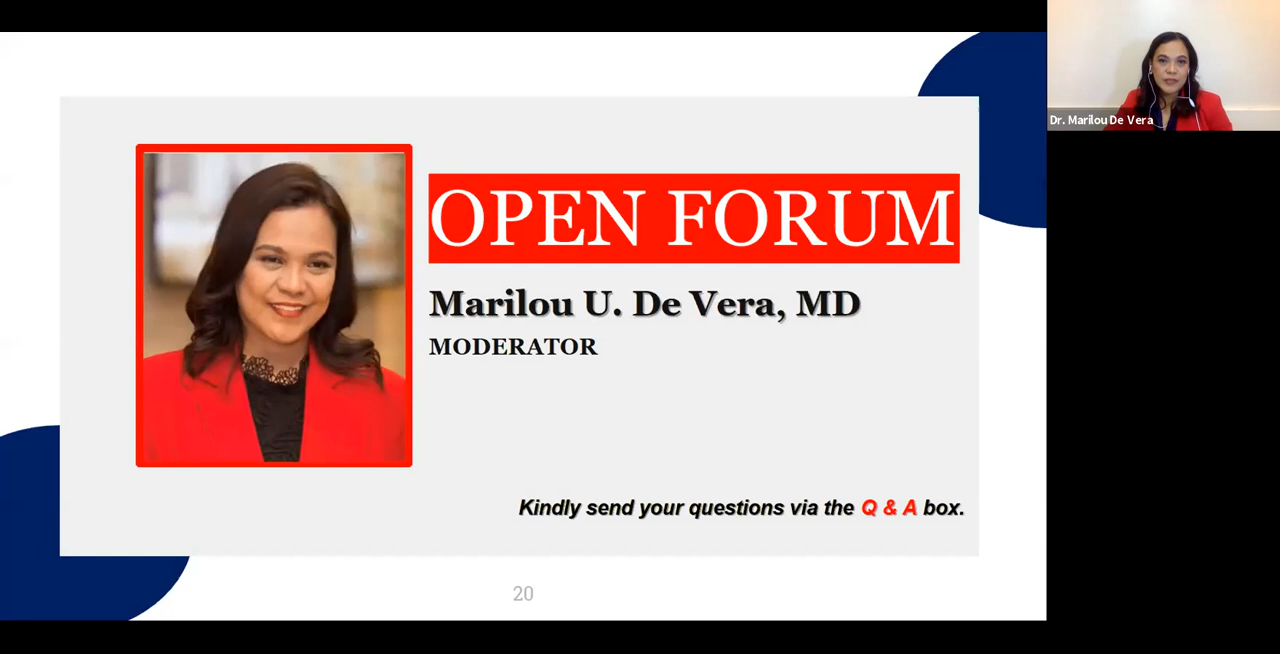 OPEN FORUM
Marilou U. De Vera, MD
MODERATOR
Kindly send your questions via the Q & A box.
20
Dr. Marilou De Vera